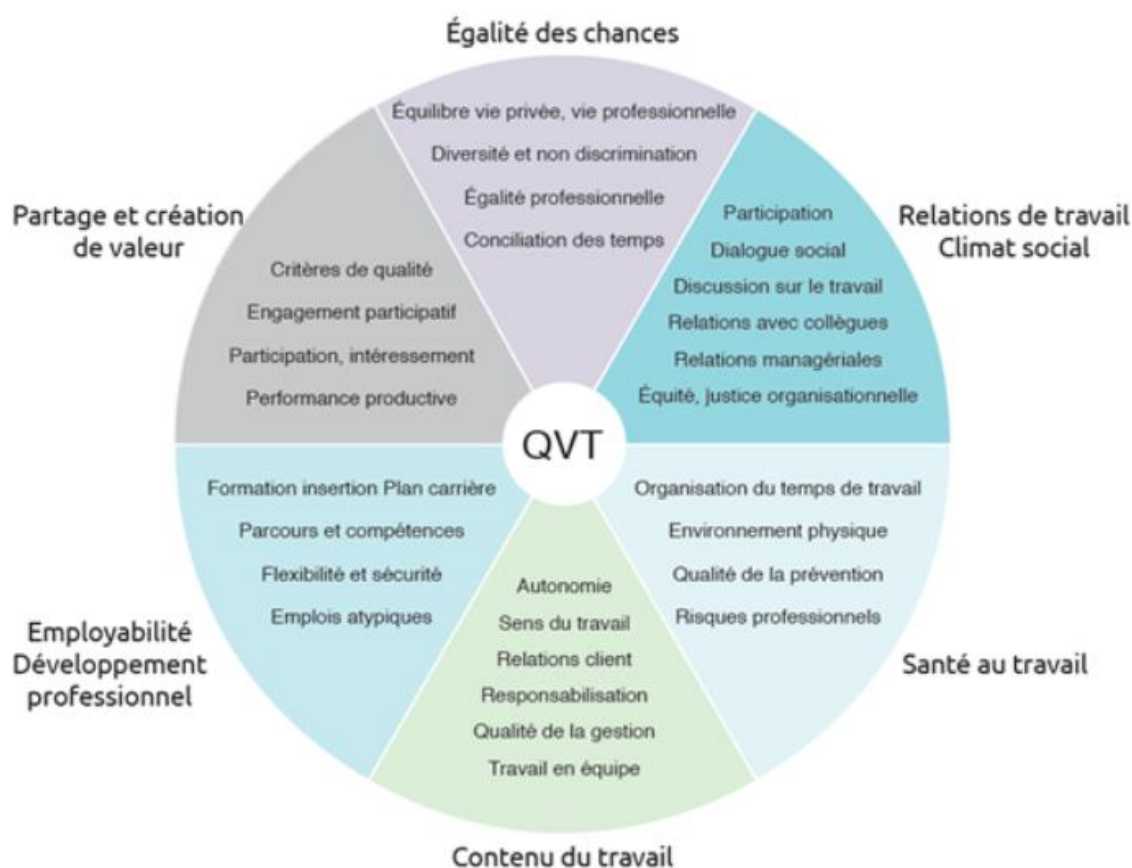 Égalité des chances
Équilibre vie privée, vie professionnelle
Diversité et non discrimination
Égalité professionnelle
Conciliation des temps
Relations de travail
Climat social
Participation
Dialogue social
Discussion sur le travail
Relations avec collègues
Relations managériales
Équité, Justice organisationnelle
Santé au travail
Organisation du temps de travail
Environnement physique
Qualité de la prévention
Risques professionnels
Contenu du travail
Autonomie
Sens du travail
Relations client
Responsabilisation
Qualité de la gestion
Travail en équipe
Employabilité
Développement
professionnel
Formation insertion Plan carrière
Parcours et compétences
Flexibilité et sécurité
Emplois atypiques
Partage et création
de valeur
Critères de qualité
Engagement participatif
Participation, intéressement
Performance productive
QVT